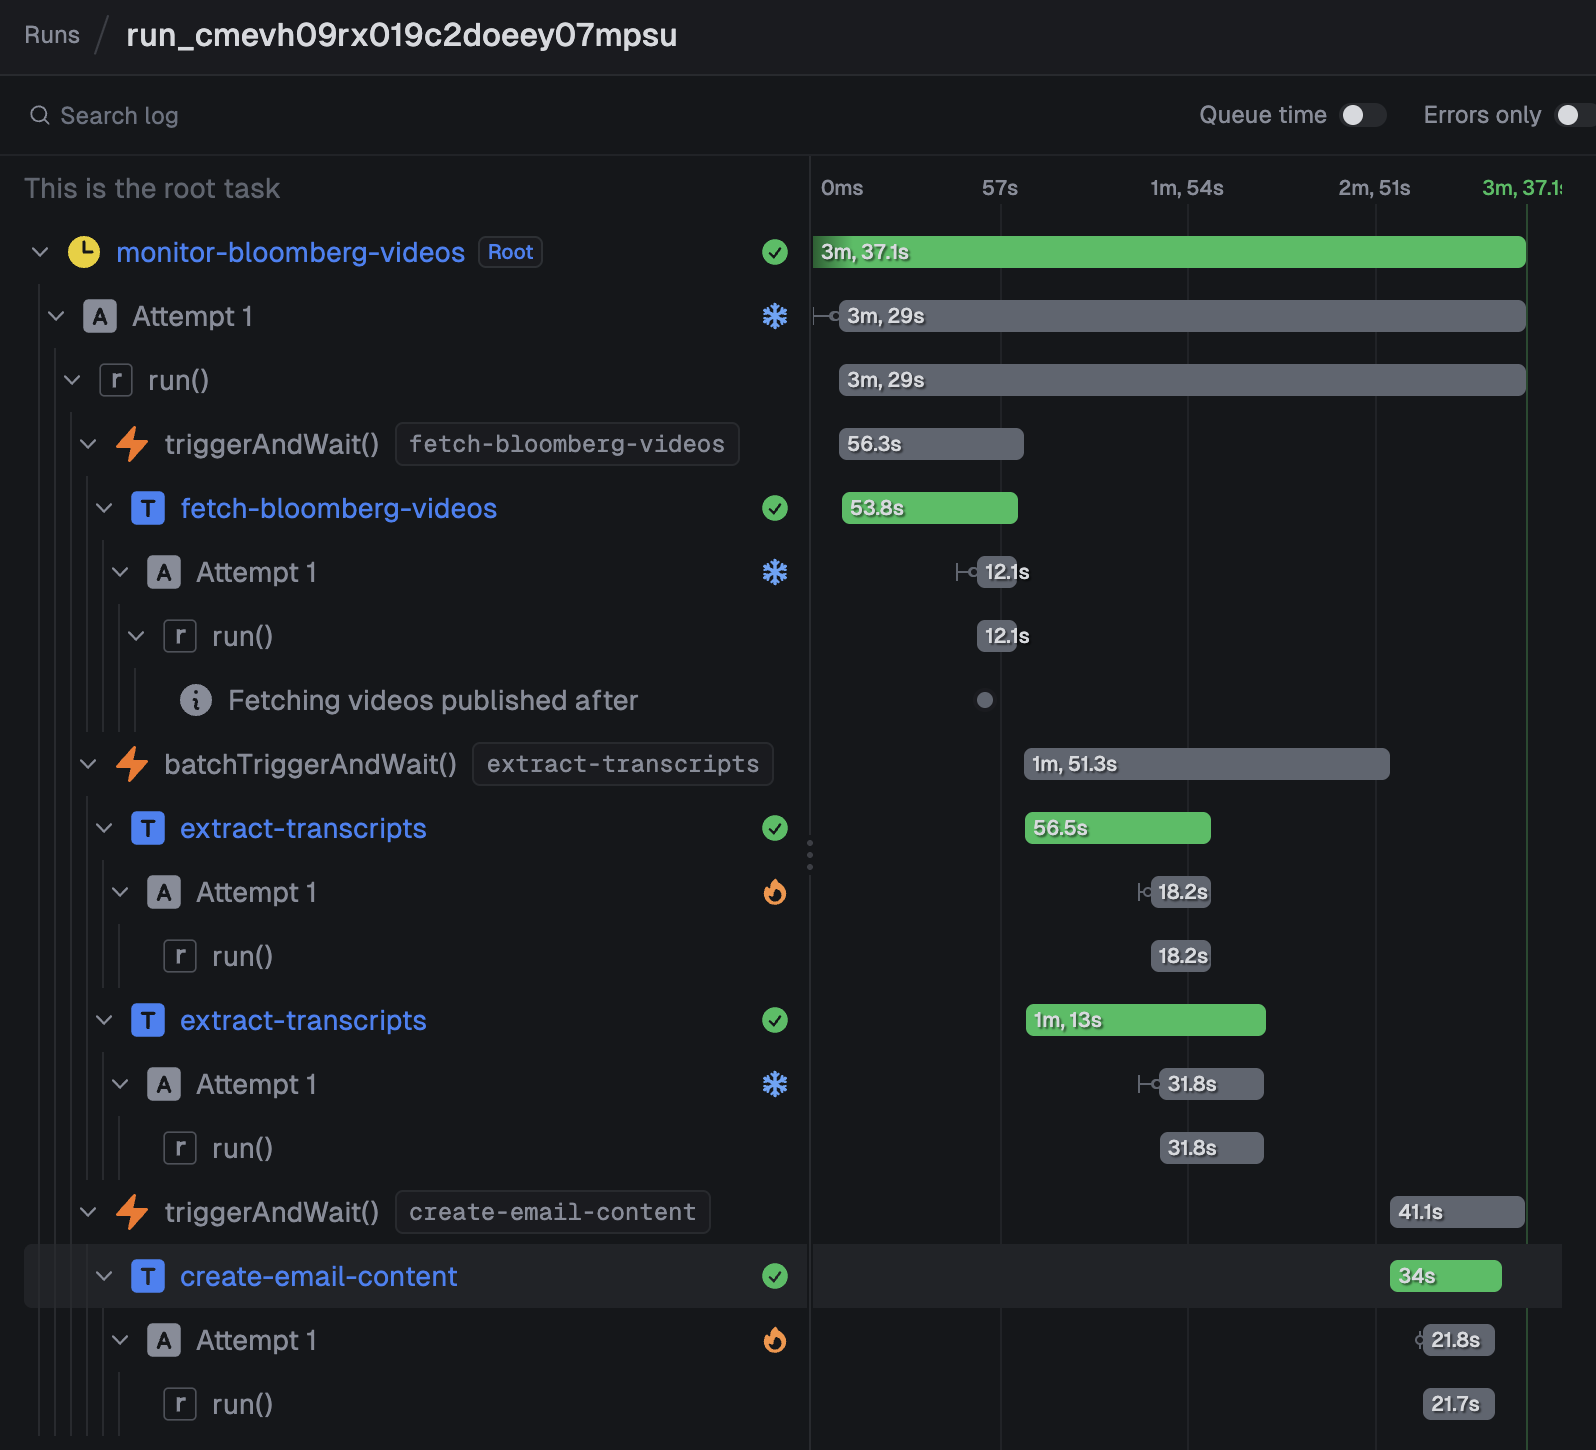 Runs / run_cmevh09rx019c2doeey07mpsu
Search log Queue time Errors only
This is the root task 0ms 57s 1m, 54s 2m, 51s 3m, 37.1s
monitor-bloomberg-videos Root 3m, 37.1s
A Attempt 1 3m, 29s
r run() 3m, 29s
triggerAndWait() fetch-bloomberg-videos 56.3s
T fetch-bloomberg-videos 53.8s
A Attempt 1 12.1s
r run() 12.1s
Fetching videos published after
batchTriggerAndWait() extract-transcripts 1m, 51.3s
T extract-transcripts 56.5s
A Attempt 1 18.2s
r run() 18.2s
T extract-transcripts 1m, 13s
A Attempt 1 31.8s
r run() 31.8s
triggerAndWait() create-email-content 41.1s
T create-email-content 34s
A Attempt 1 21.8s
r run() 21.7s